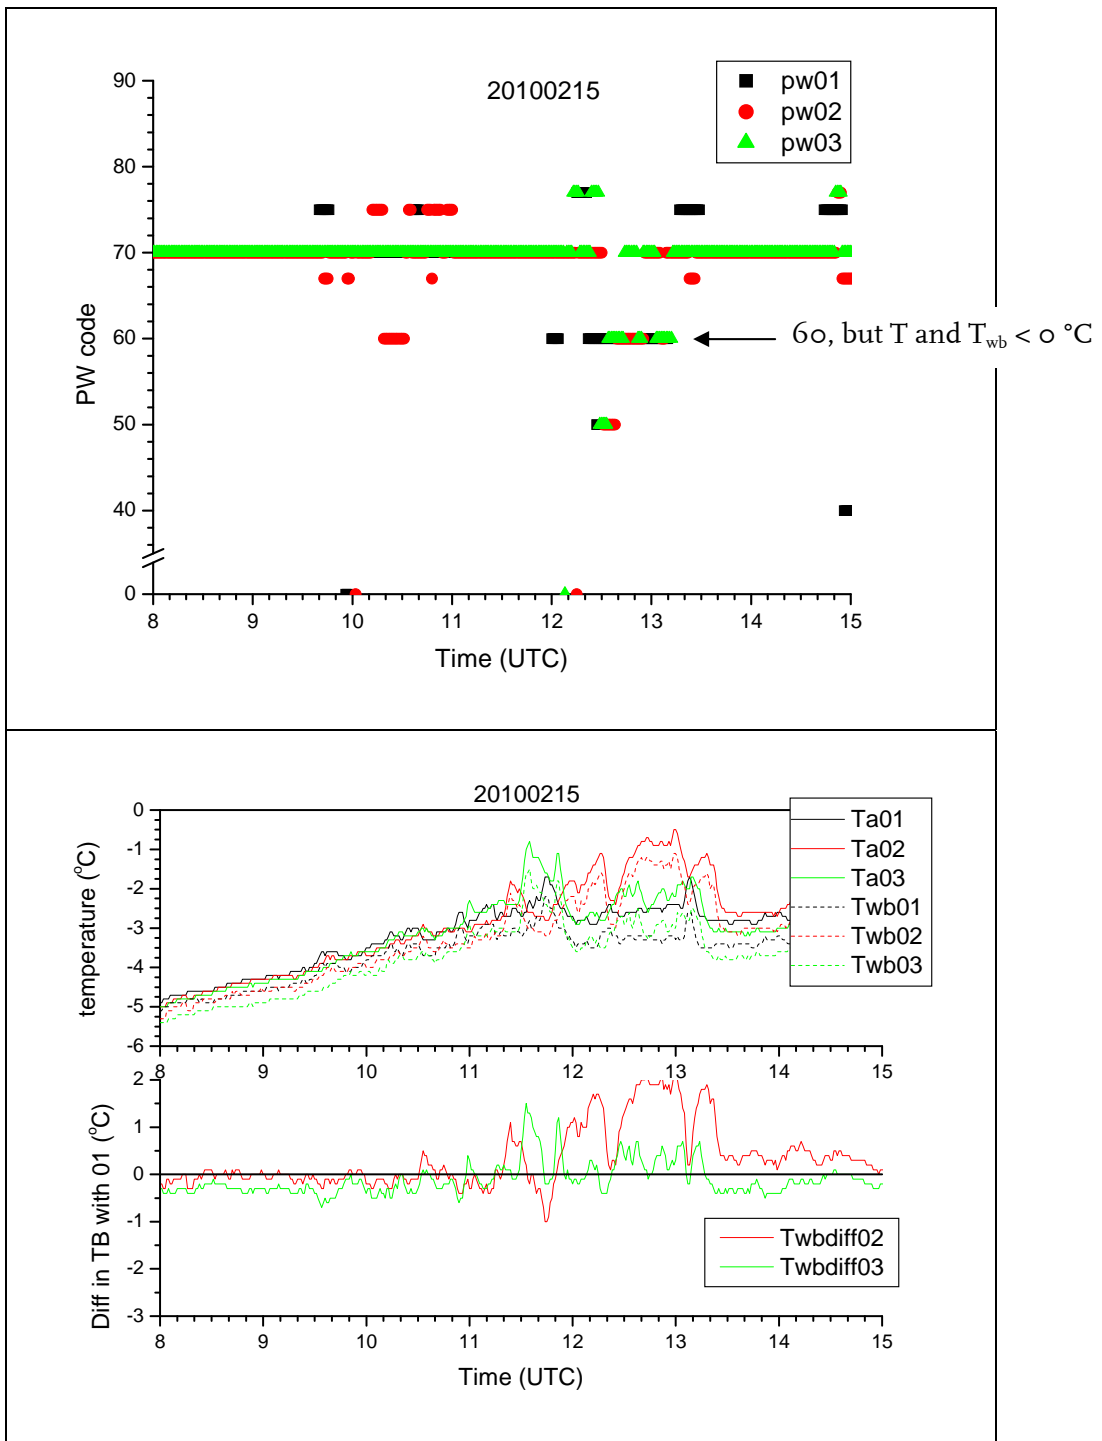 20100215
pw01
pw02
pw03
90
80
70
60
50
40
0
PW code
8 9 10 11 12 13 14 15
Time (UTC)
60, but T and Twb < 0 °C
20100215
Ta01
Ta02
Ta03
Twb01
Twb02
Twb03
0
-1
-2
-3
-4
-5
-6
temperature (°C)
8 9 10 11 12 13 14 15
2
1
0
-1
-2
-3
Diff in TB with 01 (°C)
Twbdiff02
Twbdiff03
8 9 10 11 12 13 14 15
Time (UTC)